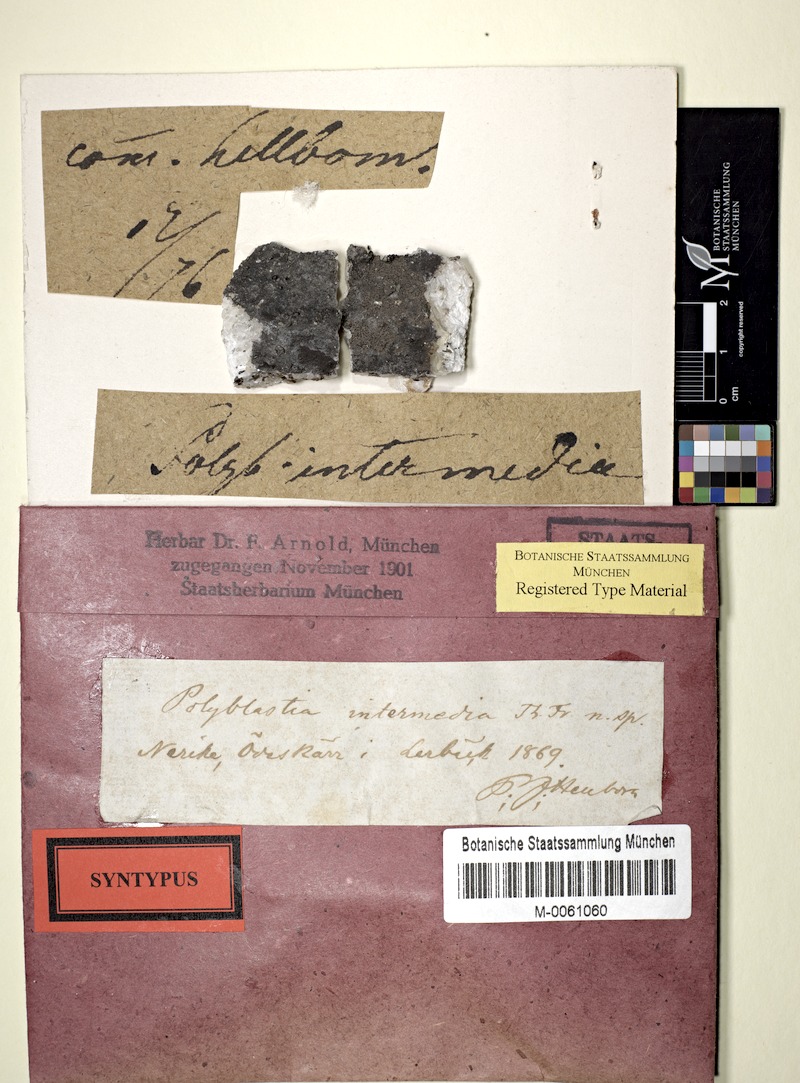 com. hellbom.
12/
76
Polyb. intermedia
BOTANISCHE
STAATSSAMMLUNG
MÜNCHEN
copyright reserved
0 1 2
cm
Herbar Dr. F. Arnold, München
zugegangen November 1901
Staatsherbarium München
STAATS-
BOTANISCHE STAATSSAMMLUNG
MÜNCHEN
Registered Type Material
Polyblastia intermedia Th Fr n. sp.
Nerike, i 1869.
P. J. Hellbom
SYNTYPUS
Botanische Staatssammlung München
M-0061060